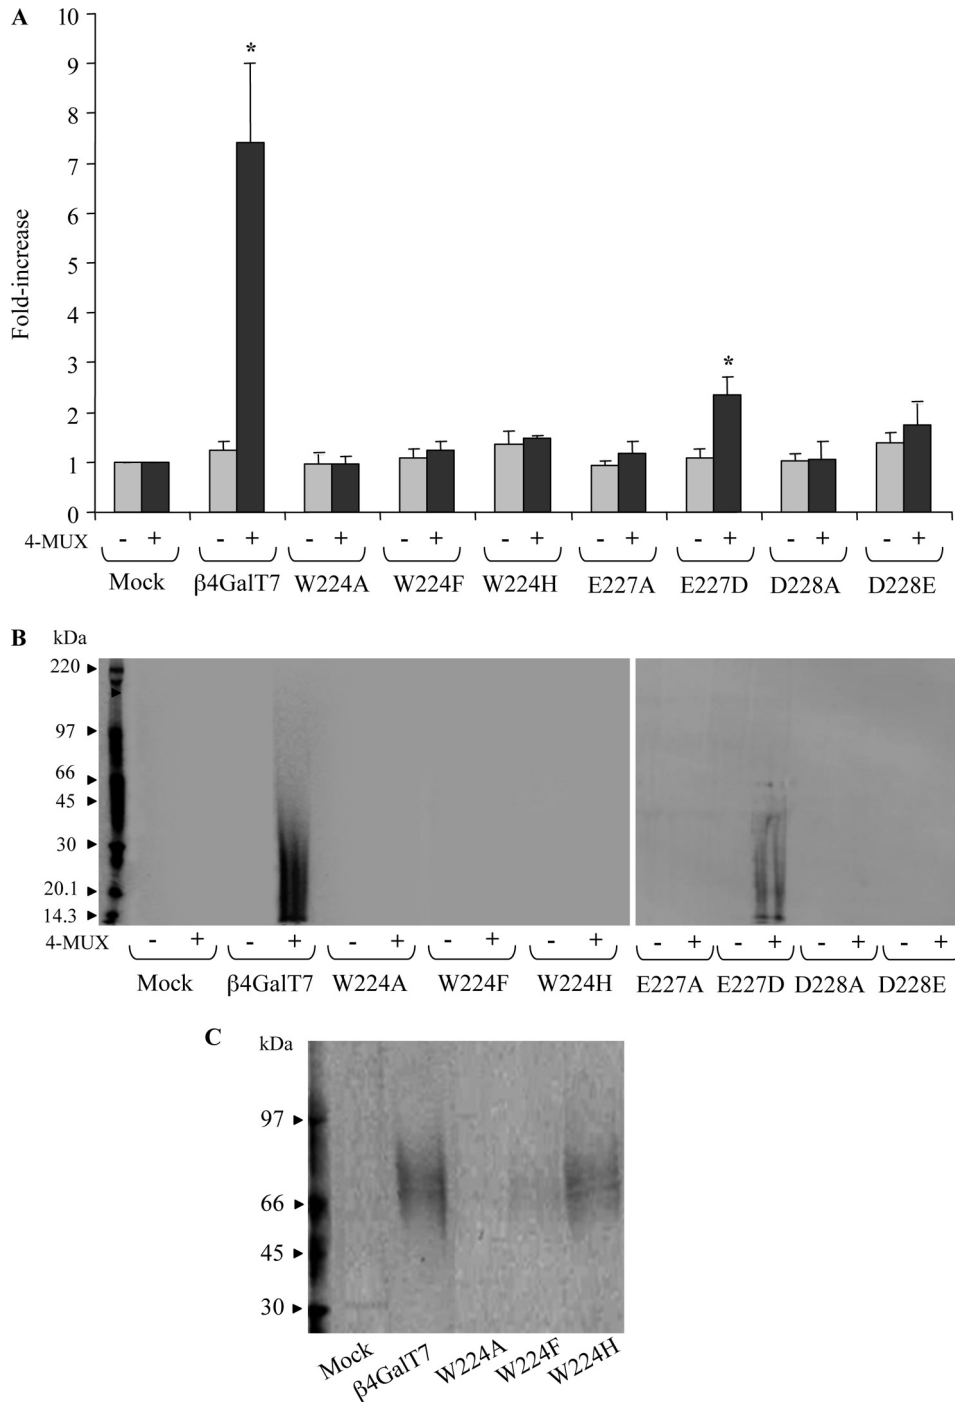 A
10
9
8
7
6
5
4
3
2
1
0
Fold-increase
* *
4-MUX - + - + - + - + - + - + - + - + - +
Mock β4GalT7 W224A W224F W224H E227A E227D D228A D228E
B kDa
220
97
66
45
30
20.1
14.3
4-MUX - + - + - + - + - + - + - + - + - +
Mock β4GalT7 W224A W224F W224H E227A E227D D228A D228E
C kDa
97
66
45
30
Mock β4GalT7 W224A W224F W224H